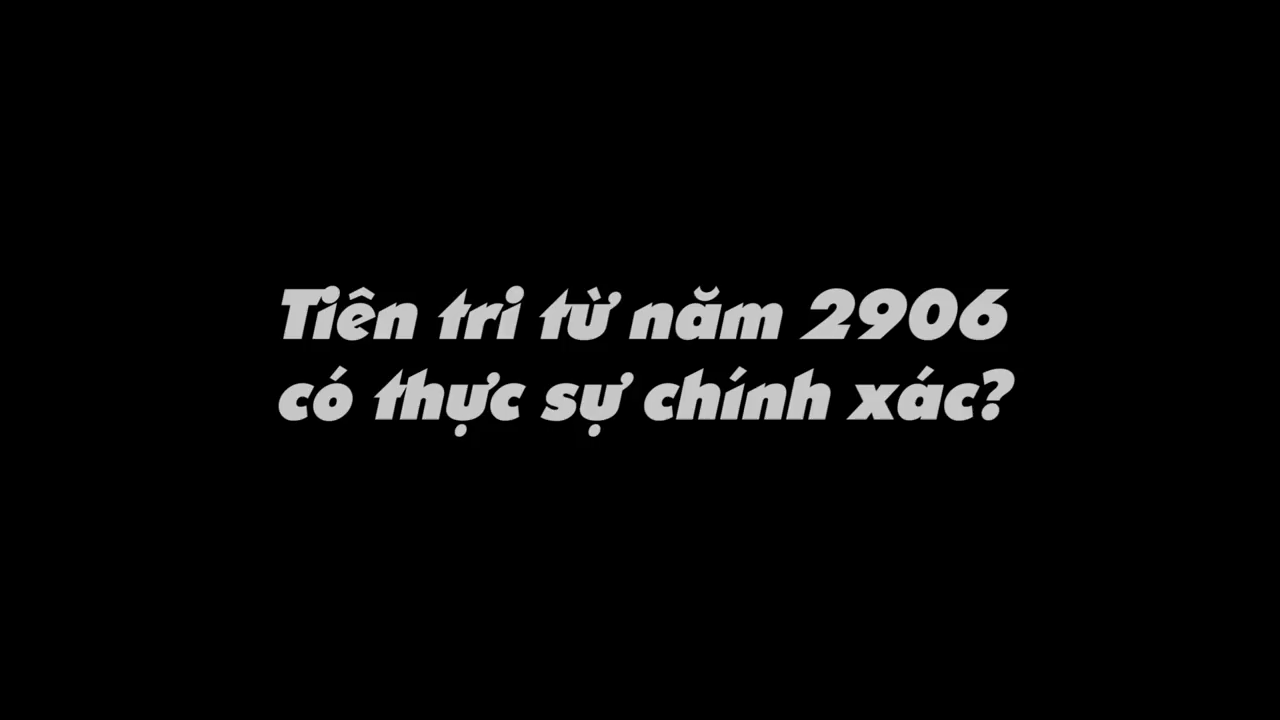 Tiên tri từ năm 2906
có thực sự chính xác?